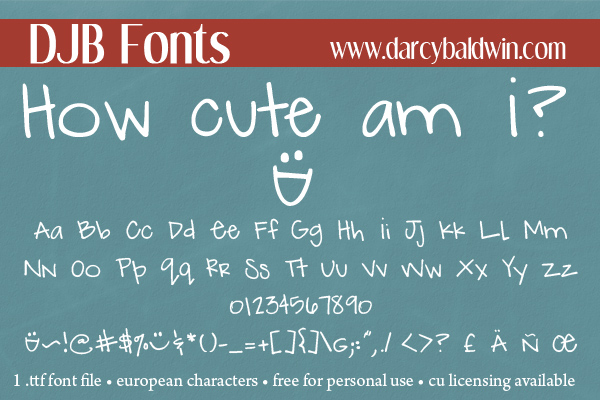 DJB Fonts www.darcybaldwin.com
How cute am i?
Aa Bb Cc Dd Ee Ff Gg Hh Ii Jj Kk Ll Mm
Nn Oo Pp Qq Rr Ss Tt Uu Vv Ww Xx Yy Zz
01234567890
~!@#$%&*()-_=+[]{}\G;:'",./<>? £ Ä Ñ Œ
1 .ttf font file • european characters • free for personal use • cu licensing available